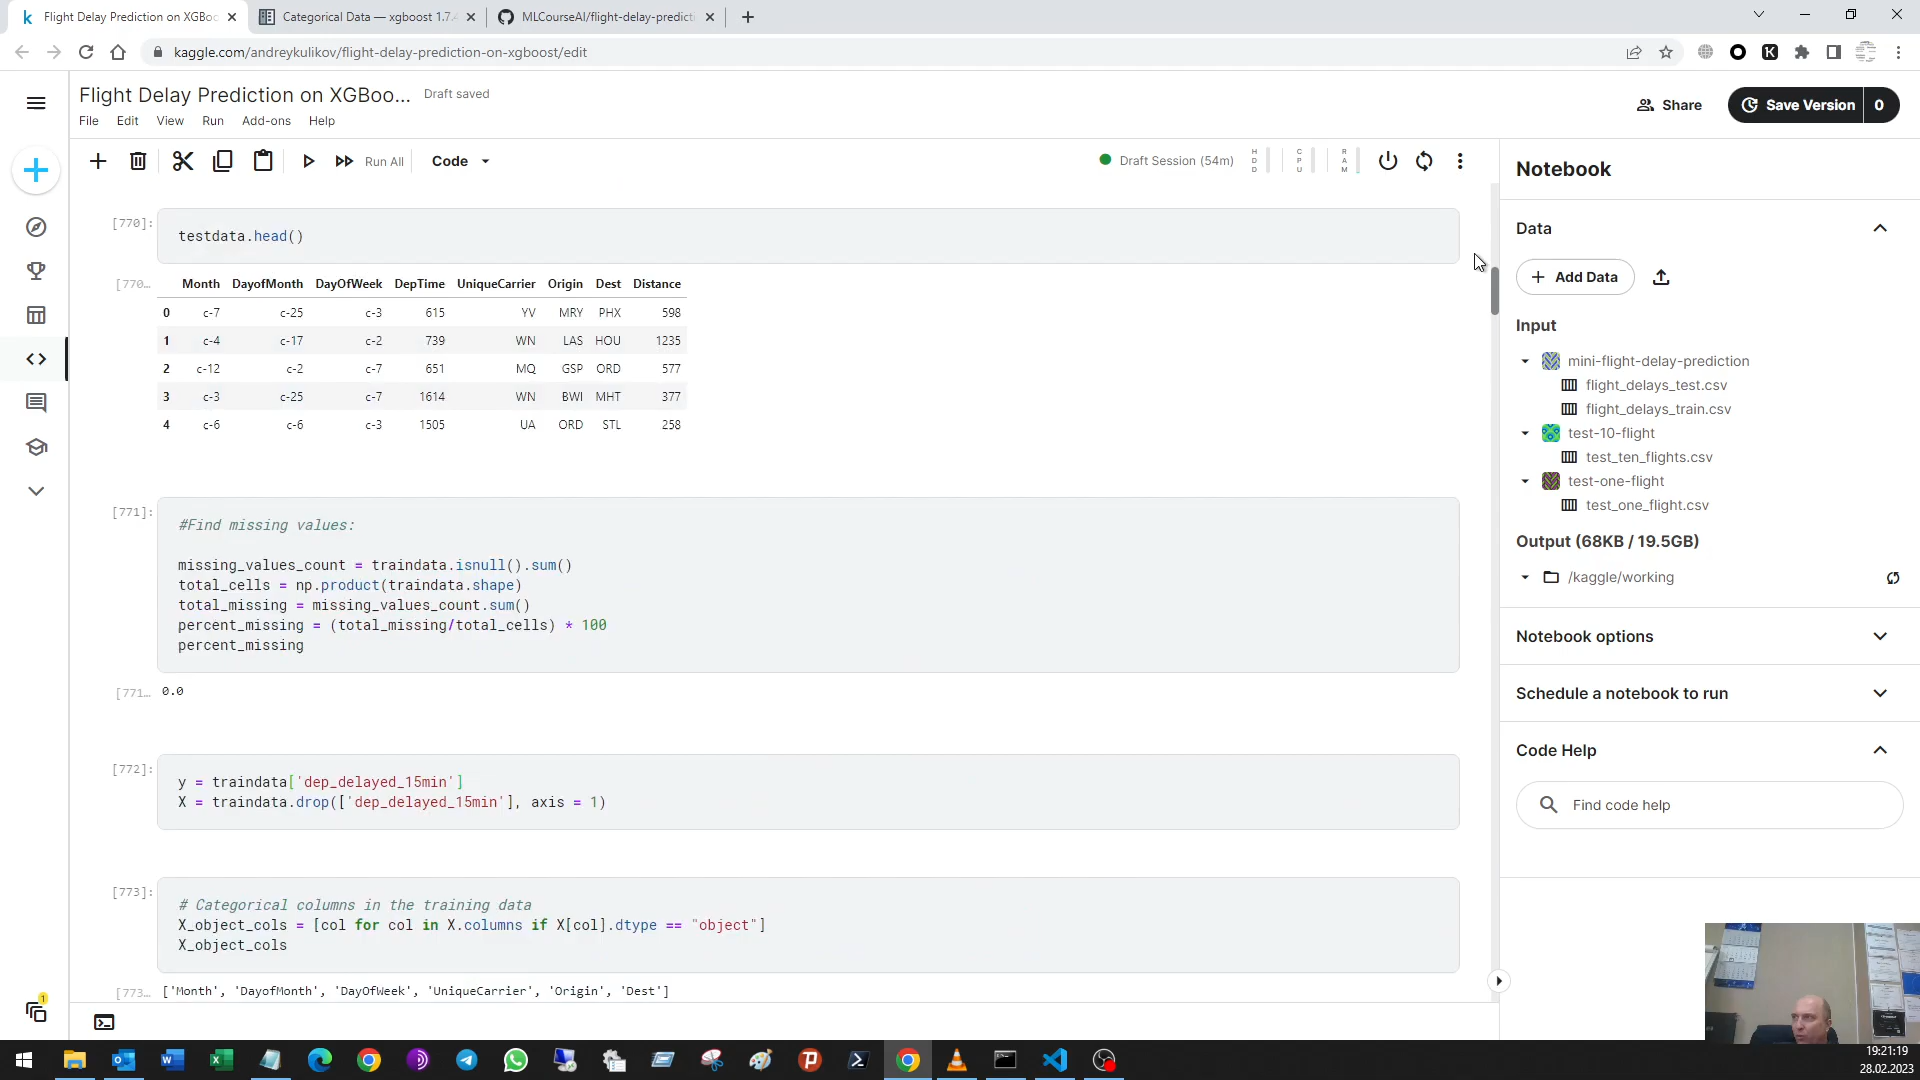 Flight Delay Prediction on XGBoo
Categorical Data — xgboost 1.7.
MLCourseAI/flight-delay-predicti
kaggle.com/andreykulikov/flight-delay-prediction-on-xgboost/edit
Flight Delay Prediction on XGBoo...
Draft saved
File Edit View Run Add-ons Help
Share
Save Version 0
Run All
Code
Draft Session (54m)
HDD
CPU
RAM
[770]:
testdata.head()
[770…
Month DayofMonth DayOfWeek DepTime UniqueCarrier Origin Dest Distance
0 c-7 c-25 c-3 615 YV MRY PHX 598
1 c-4 c-17 c-2 739 WN LAS HOU 1235
2 c-12 c-2 c-7 651 MQ GSP ORD 577
3 c-3 c-25 c-7 1614 WN BWI MHT 377
4 c-6 c-6 c-3 1505 UA ORD STL 258
[771]:
#Find missing values:
missing_values_count = traindata.isnull().sum()
total_cells = np.product(traindata.shape)
total_missing = missing_values_count.sum()
percent_missing = (total_missing/total_cells) * 100
percent_missing
[771…
0.0
[772]:
y = traindata['dep_delayed_15min']
X = traindata.drop(['dep_delayed_15min'], axis = 1)
[773]:
# Categorical columns in the training data
X_object_cols = [col for col in X.columns if X[col].dtype == "object"]
X_object_cols
[773…
['Month', 'DayofMonth', 'DayOfWeek', 'UniqueCarrier', 'Origin', 'Dest']
Notebook
Data
Add Data
Input
mini-flight-delay-prediction
flight_delays_test.csv
flight_delays_train.csv
test-10-flight
test_ten_flights.csv
test-one-flight
test_one_flight.csv
Output (68KB / 19.5GB)
/kaggle/working
Notebook options
Schedule a notebook to run
Code Help
Find code help
1
19:21:19
28.02.2023